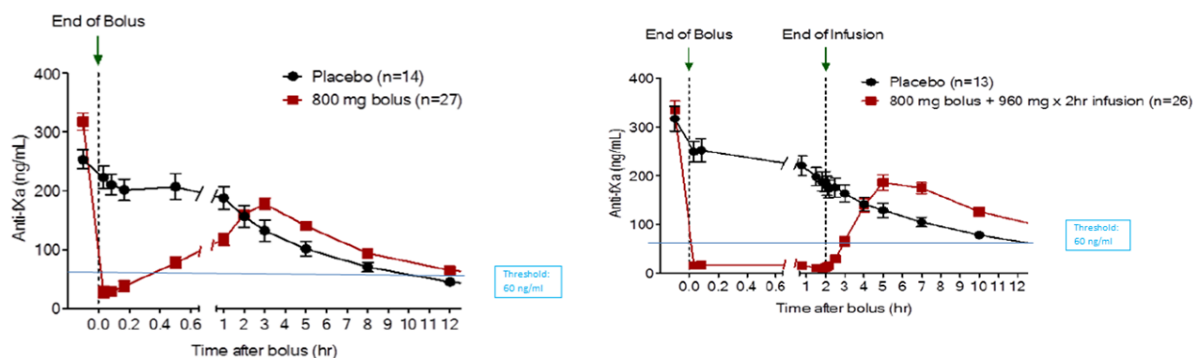 End of Bolus
Placebo (n=14)
800 mg bolus (n=27)
Anti-fXa (ng/mL)
400
300
200
100
0
0.0 0.2 0.4 0.6 1 2 3 4 5 6 7 8 9 10 11 12
Time after bolus (hr)
Threshold:
60 ng/ml
End of Bolus
End of Infusion
Placebo (n=13)
800 mg bolus + 960 mg x 2hr infusion (n=26)
Anti-fXa (ng/mL)
400
300
200
100
0
0.0 0.2 0.4 0.6 1 2 3 4 5 6 7 8 9 10 11 12
Time after bolus (hr)
Threshold:
60 ng/ml